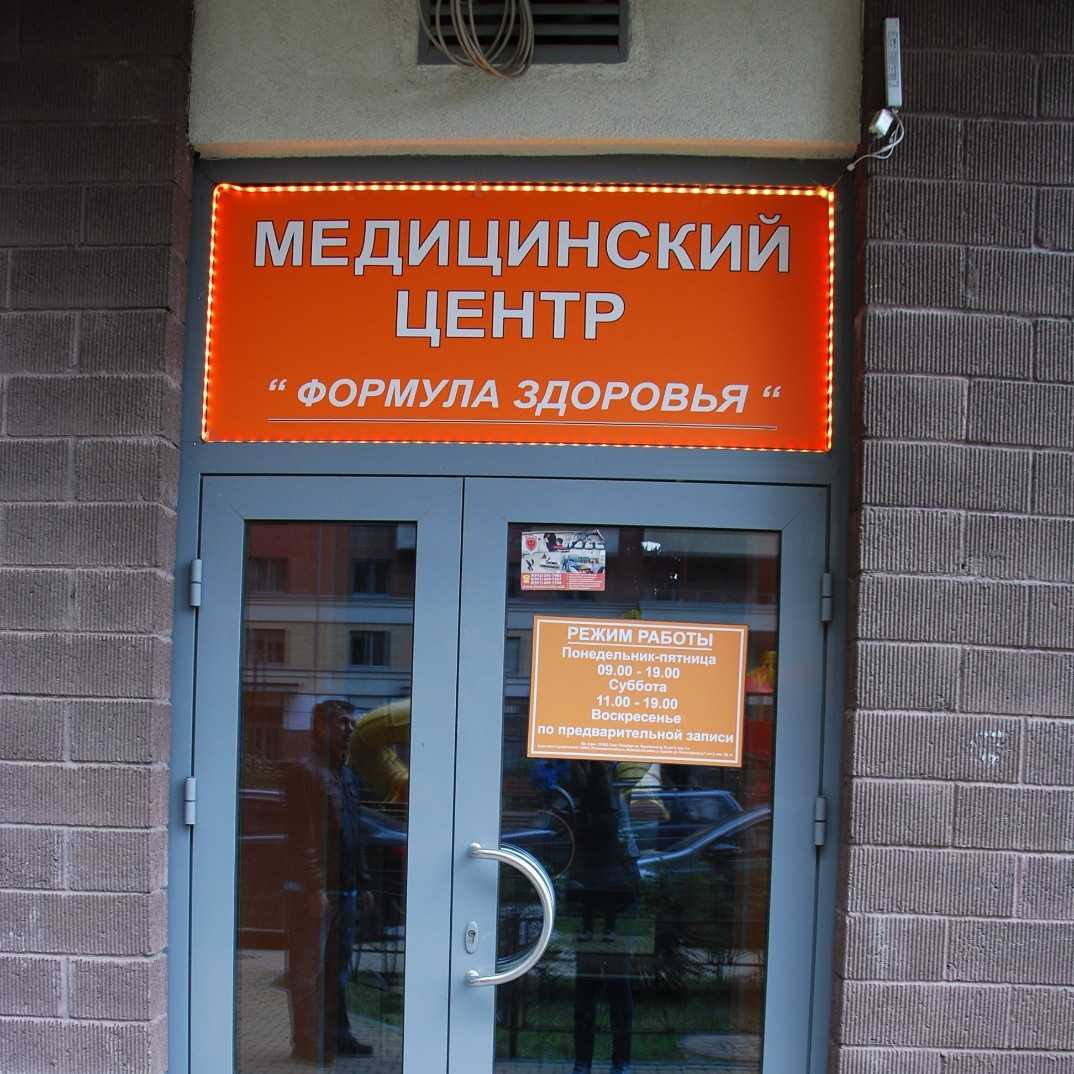 МЕДИЦИНСКИЙ
ЦЕНТР
“ ФОРМУЛА ЗДОРОВЬЯ “
РЕЖИМ РАБОТЫ
Понедельник-пятница
09.00 - 19.00
Суббота
11.00 - 19.00
Воскресенье
по предварительной записи